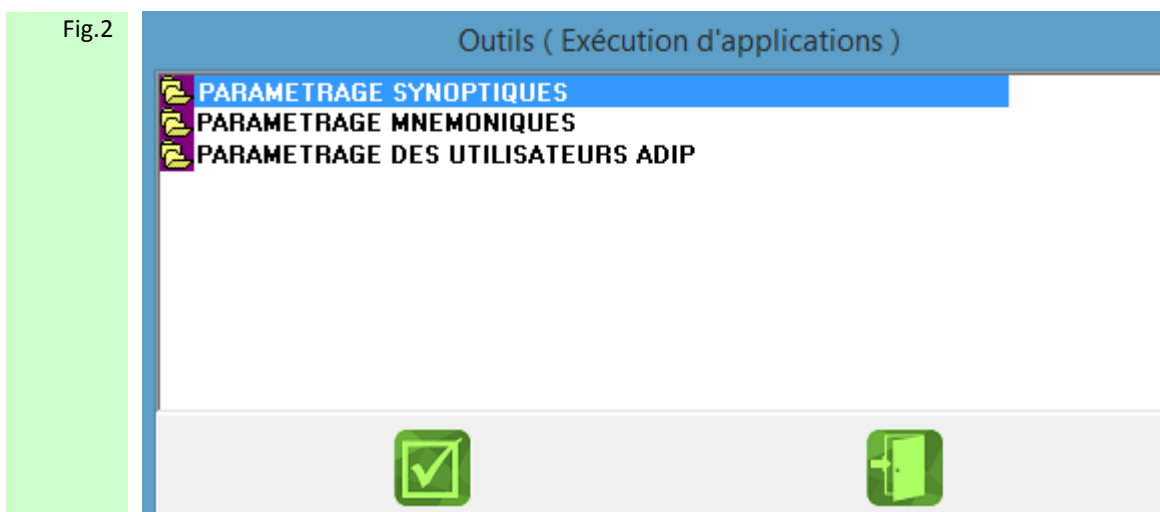 Fig.2
Outils ( Exécution d'applications )
PARAMETRAGE SYNOPTIQUES
PARAMETRAGE MNEMONIQUES
PARAMETRAGE DES UTILISATEURS ADIP